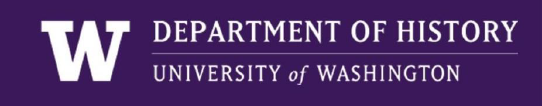 W DEPARTMENT OF HISTORY
UNIVERSITY of WASHINGTON